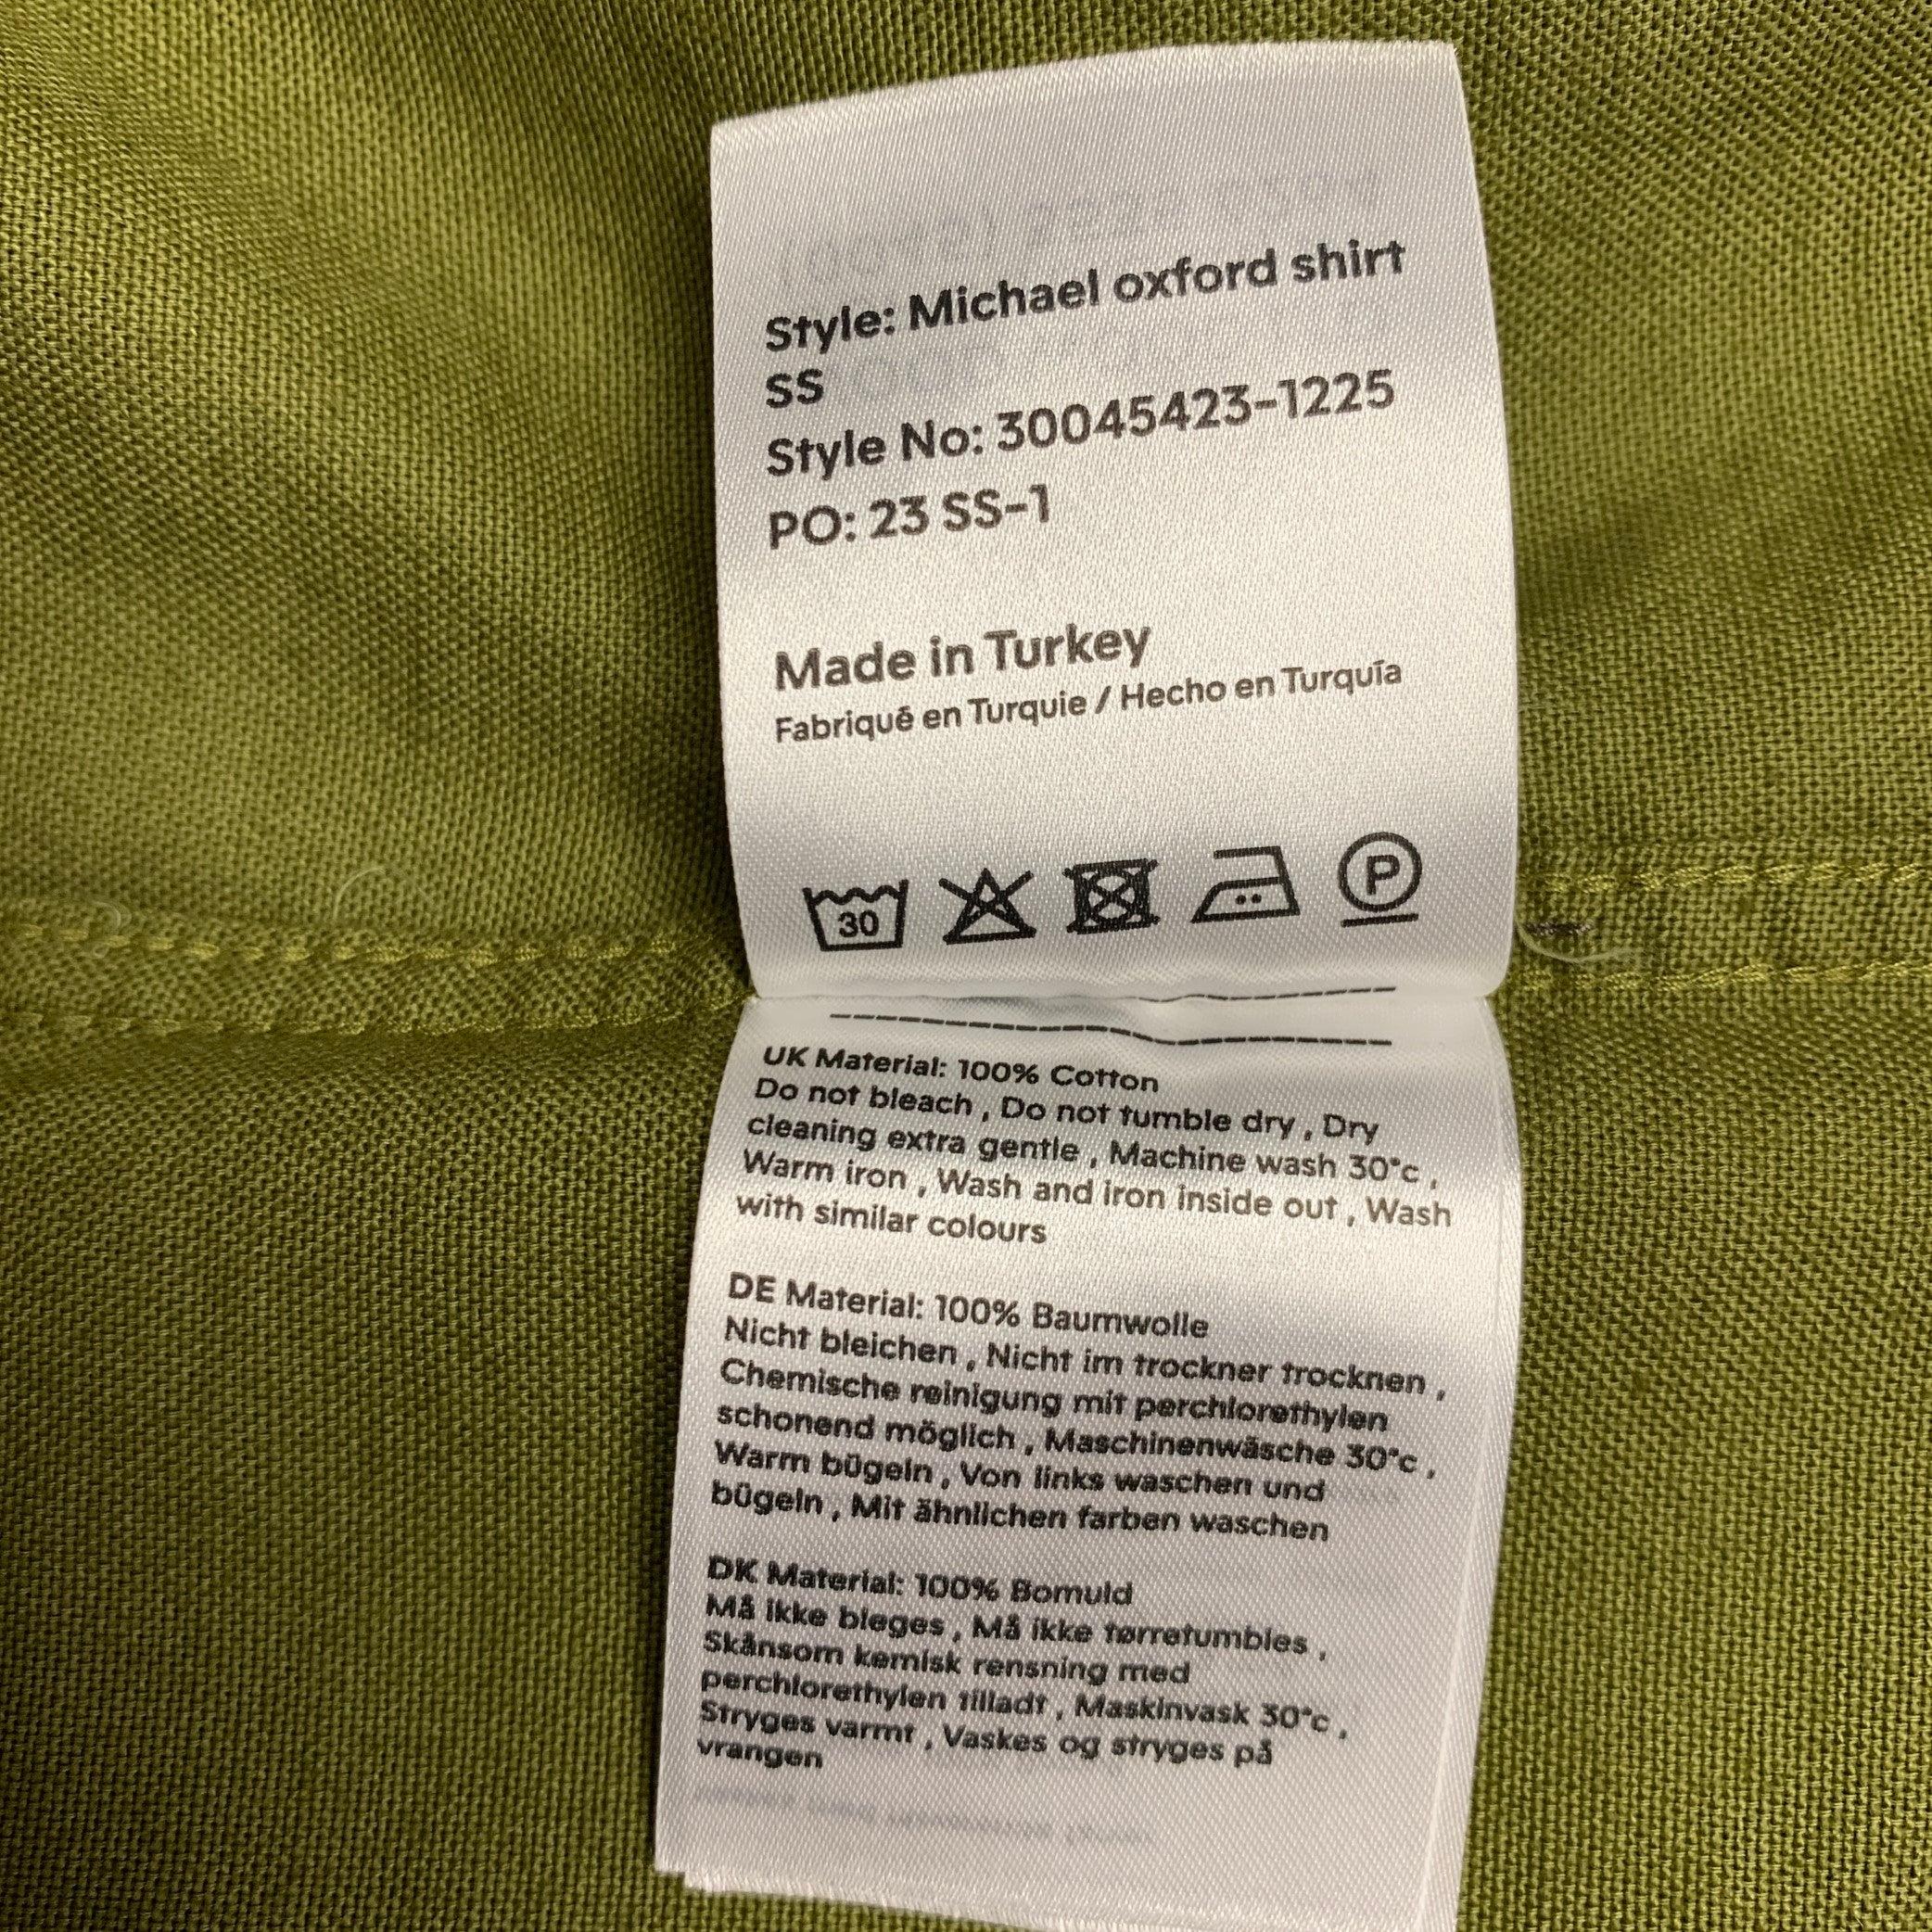 Style: Michael oxford shirt
SS
Style No: 30045423-1225
PO: 23 SS-1
Made in Turkey
Fabriqué en Turquie / Hecho en Turquía
30
P
UK Material: 100% Cotton
Do not bleach , Do not tumble dry , Dry
cleaning extra gentle , Machine wash 30°c ,
Warm iron , Wash and iron inside out , Wash
with similar colours
DE Material: 100% Baumwolle
Nicht bleichen , Nicht im trockner trocknen ,
Chemische reinigung mit perchlorethylen
schonend möglich , Maschinenwäsche 30°c ,
Warm bügeln , Von links waschen und
bügeln , Mit ähnlichen farben waschen
DK Material: 100% Bomuld
Må ikke bleges , Må ikke tørretumbles ,
Skånsom kemisk rensning med
perchlorethylen tilladt , Maskinvask 30°c ,
Stryges varmt , Vaskes og stryges på
vrangen